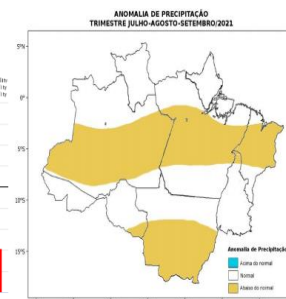 ANOMALIA DE PRECIPITAÇÃO
TRIMESTRE JULHO-AGOSTO-SETEMBRO/2021
5°N
0°
5°S
10°S
15°S
Anomalia de Precipitação
Acima do normal
Normal
Abaixo do normal